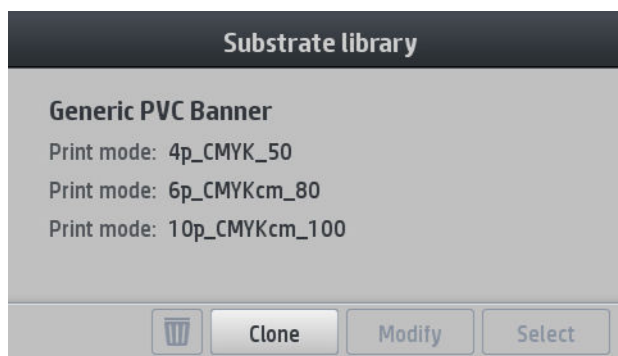 Substrate library
Generic PVC Banner
Print mode: 4p_CMYK_50
Print mode: 6p_CMYKcm_80
Print mode: 10p_CMYKcm_100
Clone Modify Select